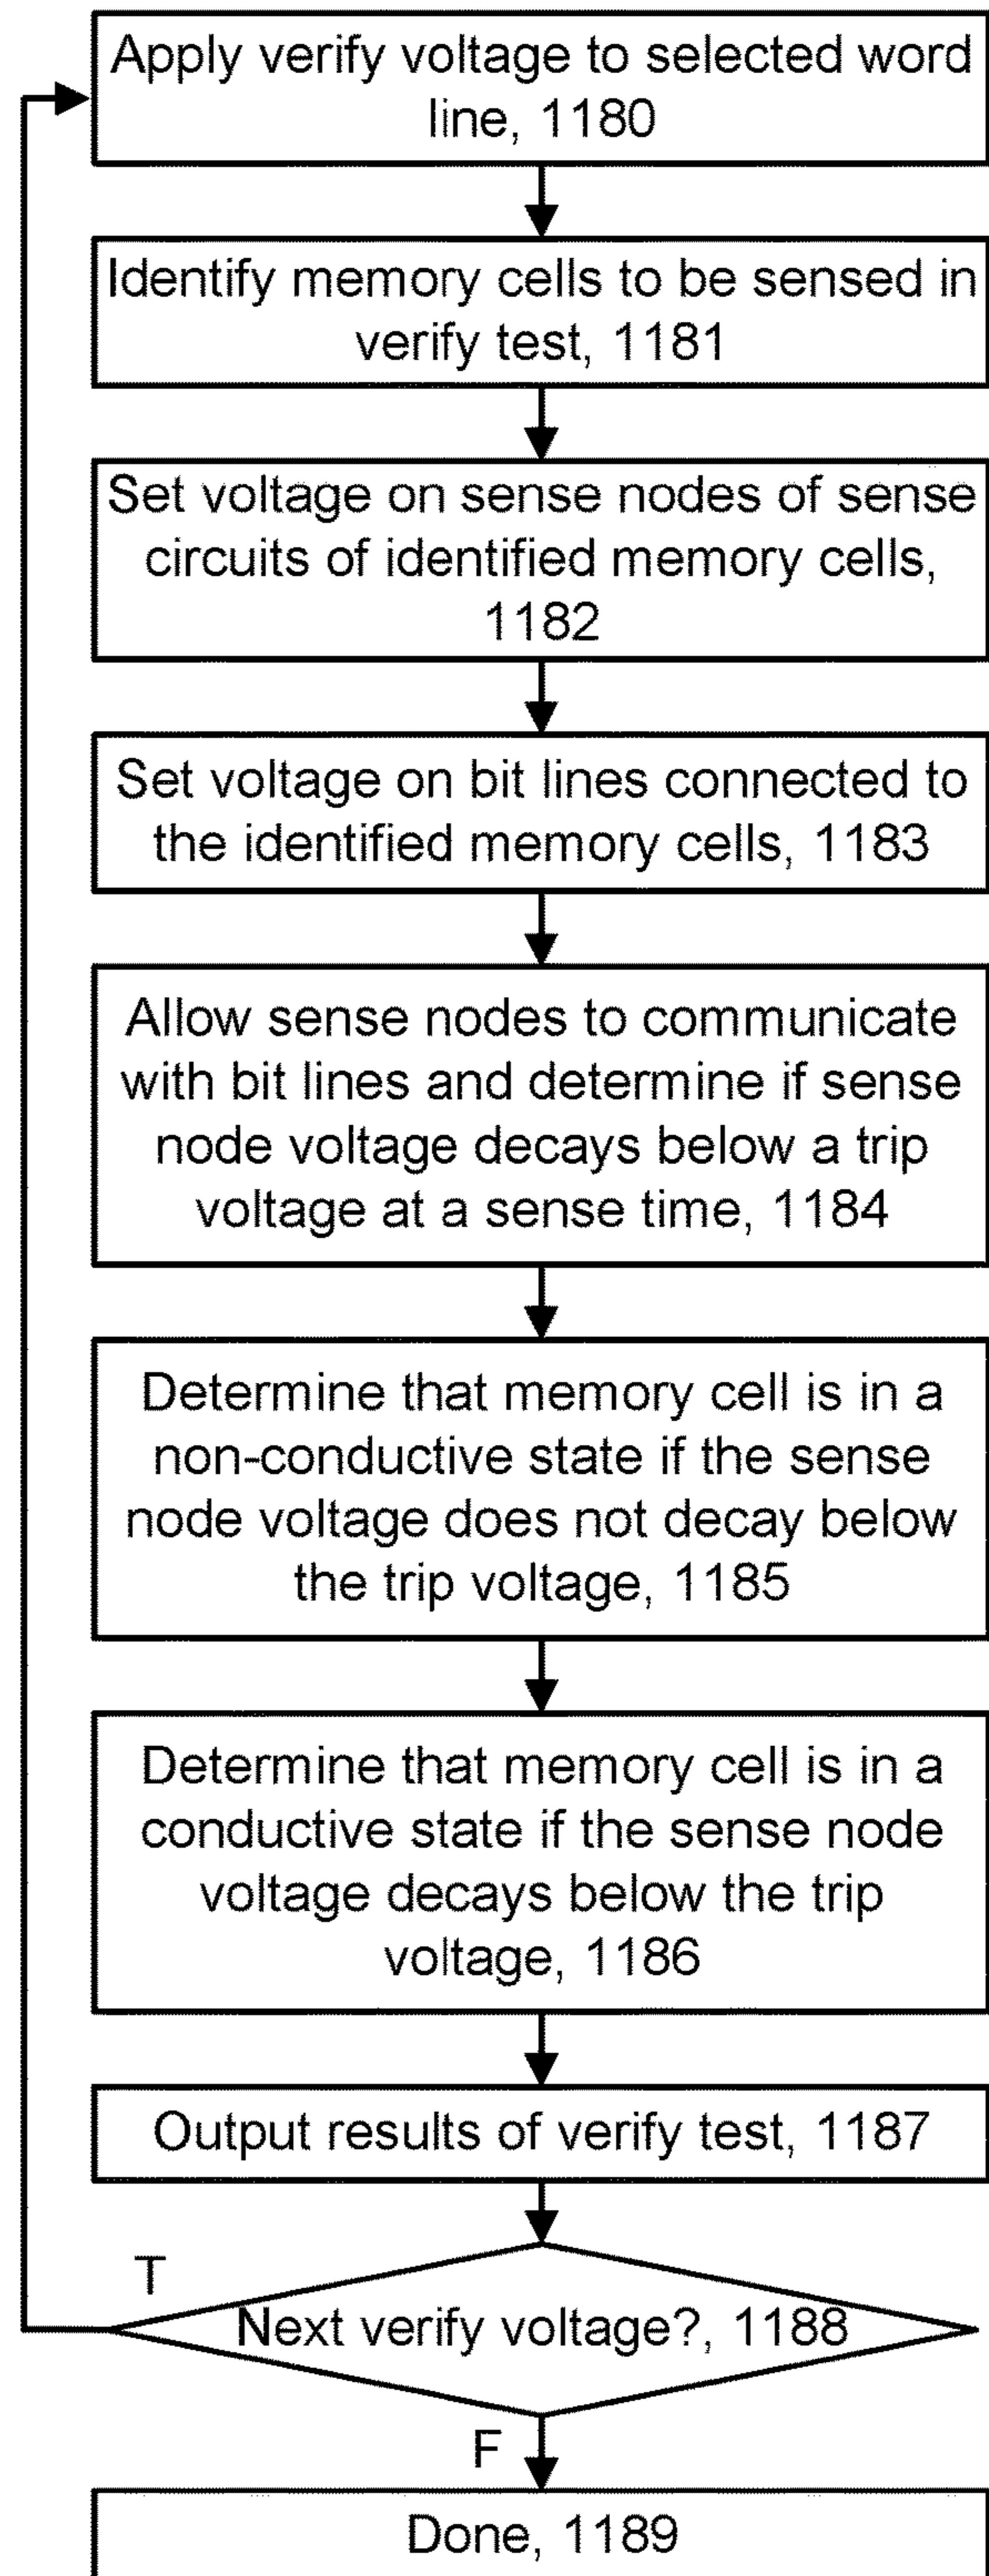 Apply verify voltage to selected word
line, 1180
Identify memory cells to be sensed in
verify test, 1181
Set voltage on sense nodes of sense
circuits of identified memory cells,
1182
Set voltage on bit lines connected to
the identified memory cells, 1183
Allow sense nodes to communicate
with bit lines and determine if sense
node voltage decays below a trip
voltage at a sense time, 1184
Determine that memory cell is in a
non-conductive state if the sense
node voltage does not decay below
the trip voltage, 1185
Determine that memory cell is in a
conductive state if the sense node
voltage decays below the trip
voltage, 1186
Output results of verify test, 1187
T
Next verify voltage?, 1188
F
Done, 1189